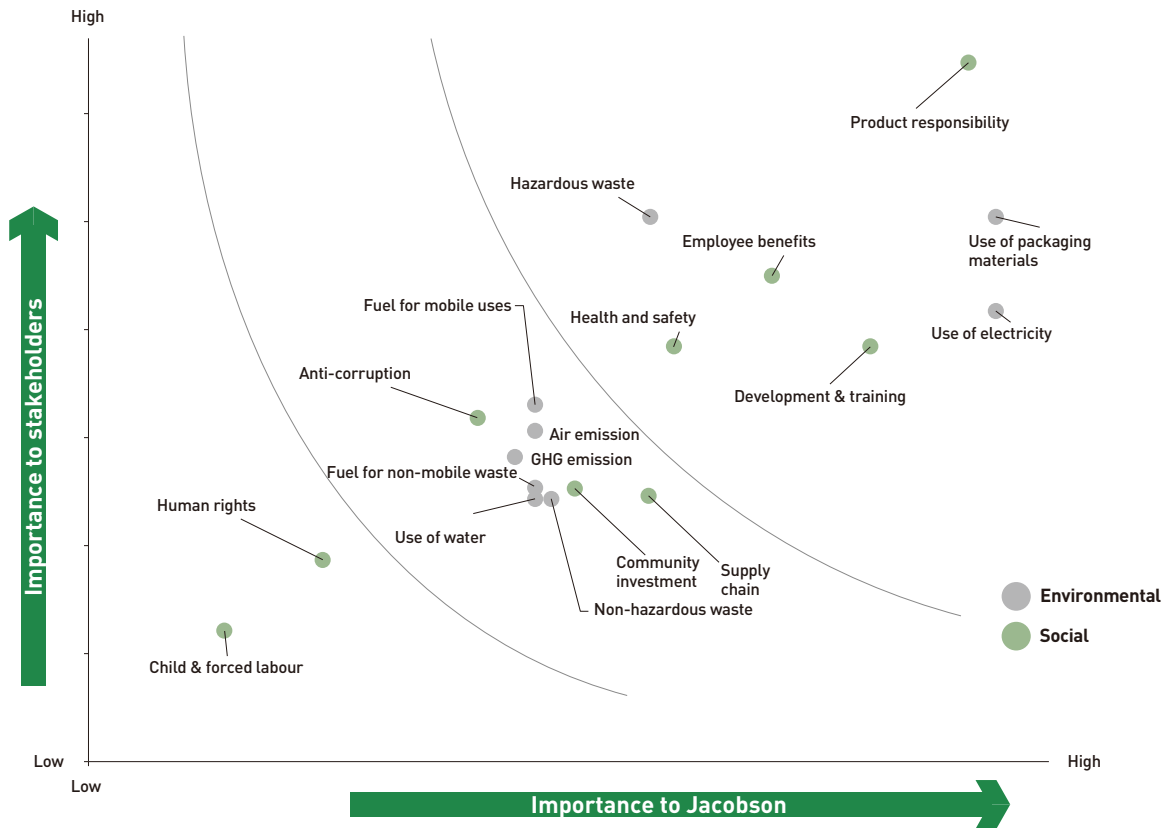 High
Product responsibility
Hazardous waste
Employee benefits
Use of packaging
materials
Fuel for mobile uses
Health and safety
Use of electricity
Anti-corruption
Development & training
Air emission
GHG emission
Fuel for non-mobile waste
Human rights
Use of water
Community
investment
Supply
chain
Non-hazardous waste
Child & forced labour
Environmental
Social
Importance to stakeholders
Low
Low
High
Importance to Jacobson